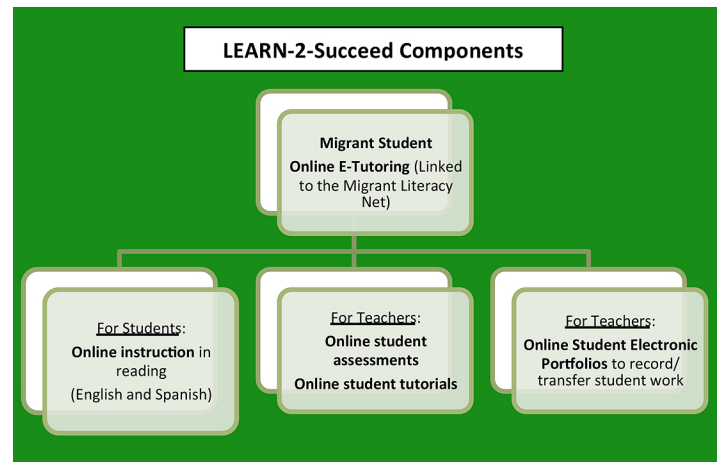 LEARN-2-Succeed Components
Migrant Student
Online E-Tutoring (Linked
to the Migrant Literacy
Net)
For Students:
Online instruction in
reading
(English and Spanish)
For Teachers:
Online student
assessments
Online student tutorials
For Teachers:
Online Student Electronic
Portfolios to record/
transfer student work